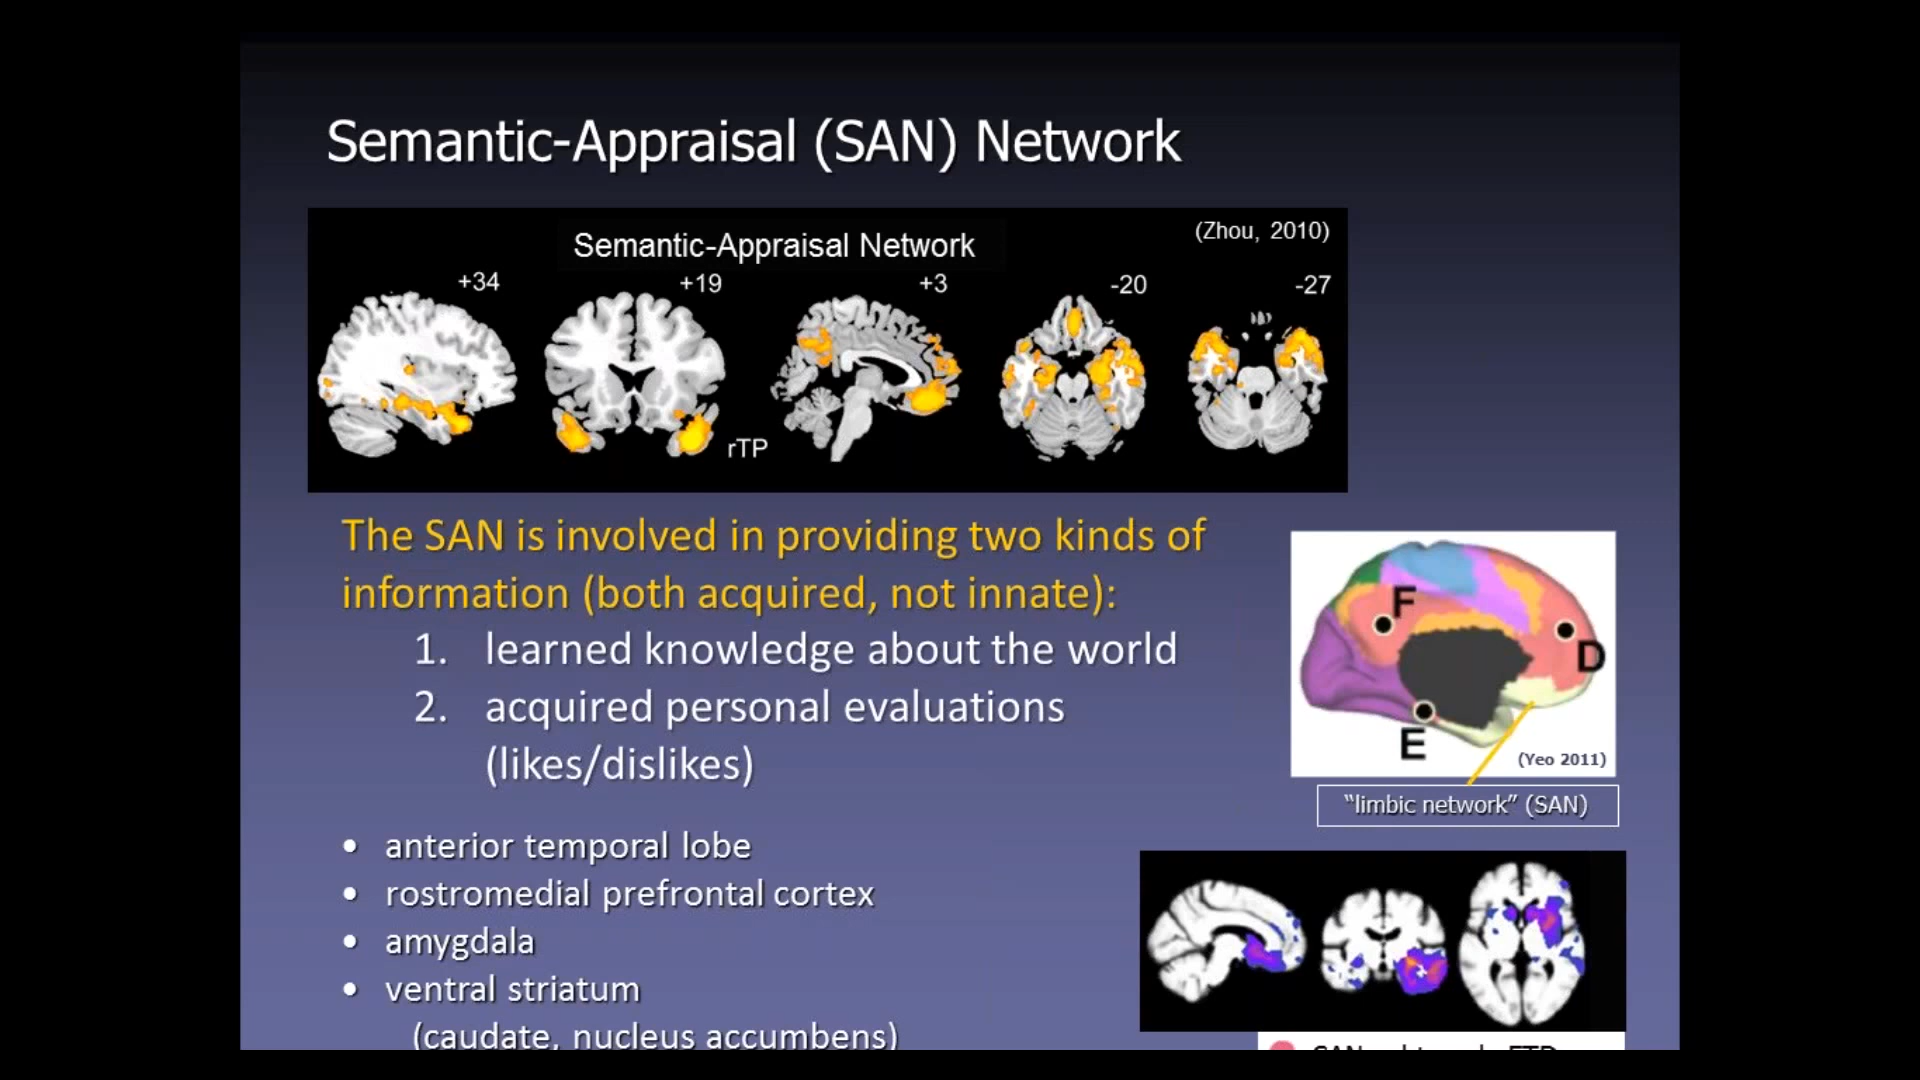 Semantic-Appraisal (SAN) Network
Semantic-Appraisal Network
(Zhou, 2010)
+34
+19
+3
-20
-27
rTP
The SAN is involved in providing two kinds of
information (both acquired, not innate):
1. learned knowledge about the world
2. acquired personal evaluations
(likes/dislikes)
• anterior temporal lobe
• rostromedial prefrontal cortex
• amygdala
• ventral striatum
(caudate, nucleus accumbens)
F
D
E
(Yeo 2011)
“limbic network” (SAN)